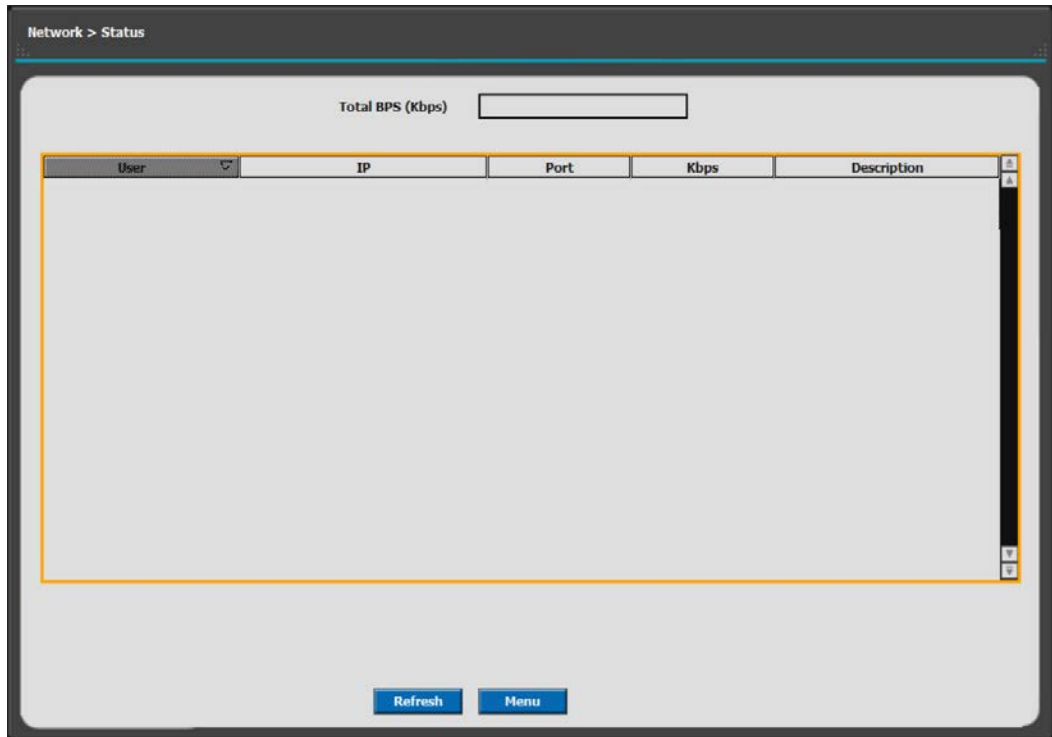 Network > Status
Total BPS (Kbps)
User IP Port Kbps Description
Refresh Menu